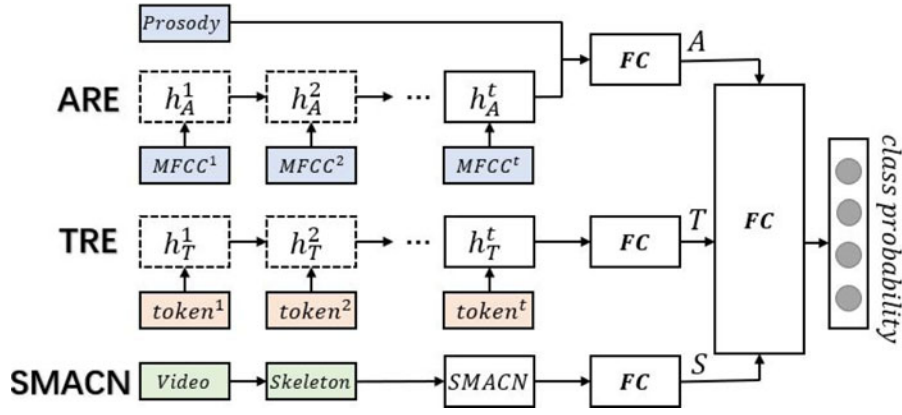 Prosody
FC
A
ARE
h_A^1
h_A^2
...
h_A^t
MFCC^1
MFCC^2
MFCC^t
TRE
h_T^1
h_T^2
...
h_T^t
FC
T
FC
class probability
token^1
token^2
token^t
SMACN
Video
Skeleton
SMACN
FC
S